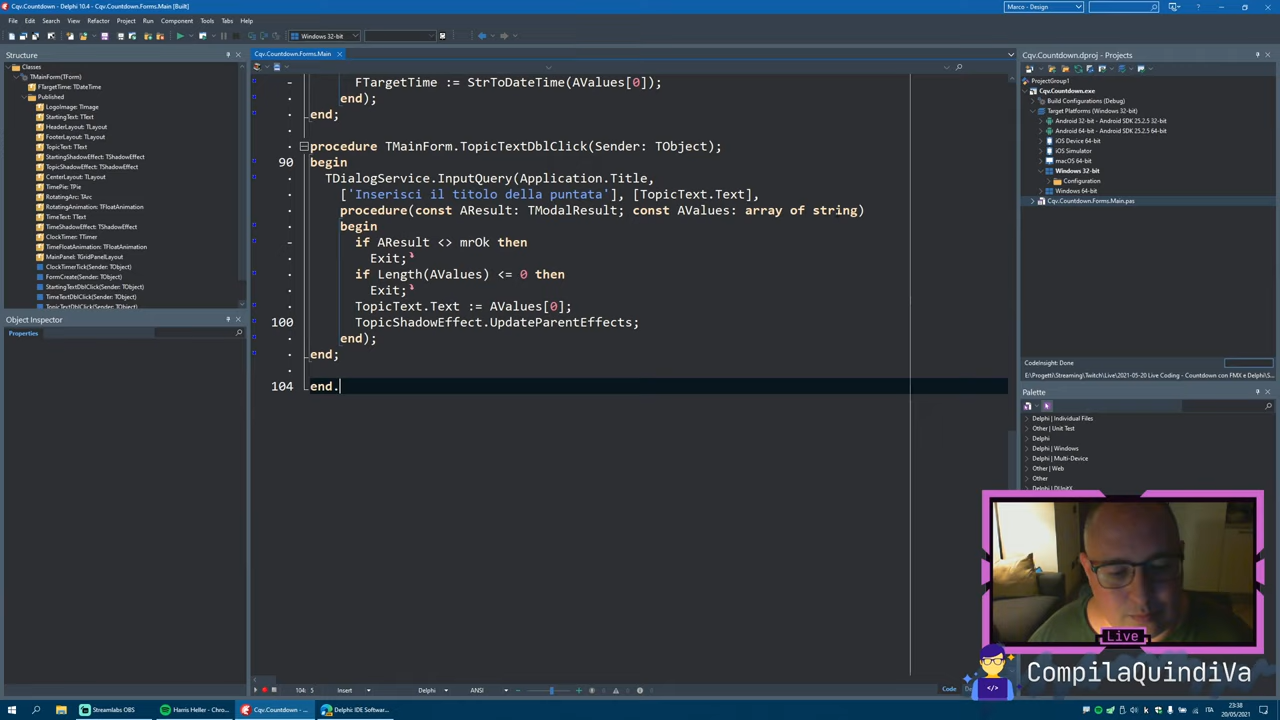 Cqv.Countdown - Delphi 10.4 - Cqv.Countdown.Forms.Main [Built]
Marco - Design
File Edit Search View Refactor Project Run Component Tools Tabs Help
Windows 32-bit
Structure
Classes
TMainForm(TForm)
FTargetTime: TDateTime
Published
LogoImage: TImage
StartingText: TText
HeaderLayout: TLayout
FooterLayout: TLayout
TopicText: TText
StartingShadowEffect: TShadowEffect
TopicShadowEffect: TShadowEffect
CenterLayout: TLayout
TimePie: TPie
RotatingArc: TArc
RotatingAnimation: TFloatAnimation
TimeText: TText
TimeShadowEffect: TShadowEffect
ClockTimer: TTimer
TimeFloatAnimation: TFloatAnimation
MainPanel: TGridPanelLayout
ClockTimerTick(Sender: TObject)
FormCreate(Sender: TObject)
StartingTextDblClick(Sender: TObject)
TimeTextDblClick(Sender: TObject)
TopicTextDblClick(Sender: TObject)
Object Inspector
Properties
Cqv.Countdown.Forms.Main
FTargetTime := StrToDateTime(AValues[0]);
end);
end;
procedure TMainForm.TopicTextDblClick(Sender: TObject);
90 begin
TDialogService.InputQuery(Application.Title,
['Inserisci il titolo della puntata'], [TopicText.Text],
procedure(const AResult: TModalResult; const AValues: array of string)
begin
if AResult <> mrOk then
Exit;
if Length(AValues) <= 0 then
Exit;
TopicText.Text := AValues[0];
100 TopicShadowEffect.UpdateParentEffects;
end);
end;
104 end.
104: 5
Insert
Delphi
ANSI
Code
Cqv.Countdown.dproj - Projects
ProjectGroup1
Cqv.Countdown.exe
Build Configurations (Debug)
Target Platforms (Windows 32-bit)
Android 32-bit - Android SDK 25.2.5 32-bit
Android 64-bit - Android SDK 25.2.5 64-bit
iOS Device 64-bit
iOS Simulator
macOS 64-bit
Windows 32-bit
Configuration
Windows 64-bit
Cqv.Countdown.Forms.Main.pas
CodeInsight: Done
E:\Progetti\Streaming\Twitch\Live\2021-05-20 Live Coding - Countdown con FMX e Delphi\S...
Palette
Delphi | Individual Files
Other | Unit Test
Delphi
Delphi | Windows
Delphi | Multi-Device
Other | Web
Other
Delphi | DUnitX
Live
CompilaQuindiVa
Streamlabs OBS
Harris Heller - Chro...
Cqv.Countdown - ...
Delphi IDE Softwar...
ITA
23:38
20/05/2021